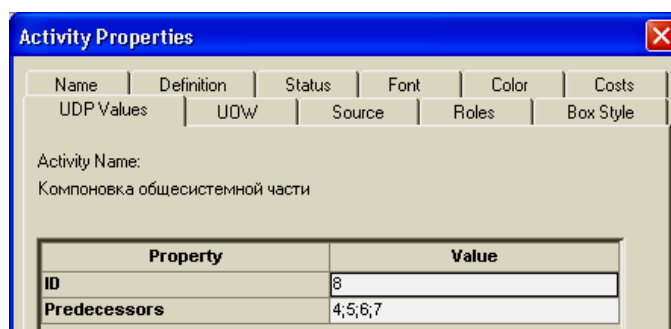 Activity Properties
Name Definition Status Font Color Costs
UDP Values UOW Source Roles Box Style
Activity Name:
Компоновка общесистемной части
Property Value
ID 8
Predecessors 4;5;6;7